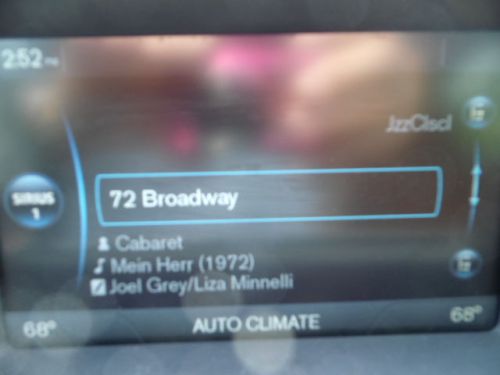 2:52 PM
JzzClscl
SIRIUS
1
72 Broadway
Cabaret
Mein Herr (1972)
Joel Grey/Liza Minnelli
68°
AUTO CLIMATE
68°